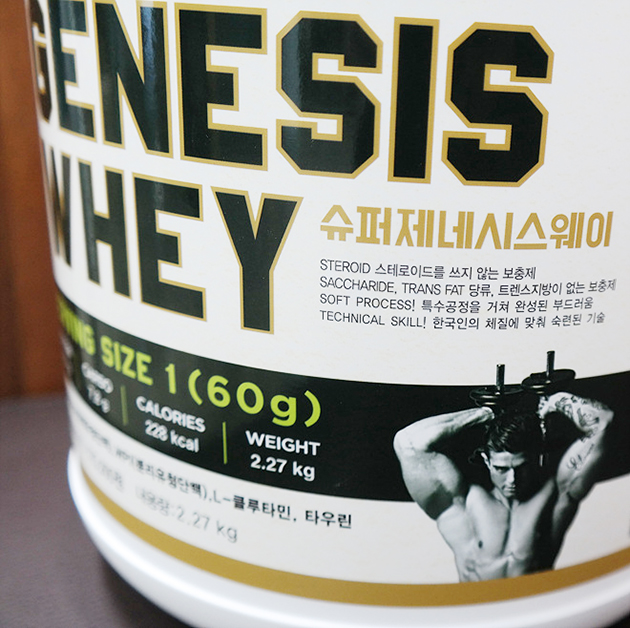 GENESIS
WHEY
슈퍼제네시스웨이
STEROID 스테로이드를 쓰지 않는 보충제
SACCHARIDE, TRANS FAT 당류, 트렌스지방이 없는 보충제
SOFT PROCESS! 특수공정을 거쳐 완성된 부드러움
TECHNICAL SKILL! 한국인의 체질에 맞춰 숙련된 기술
SIZE 1 (60g)
CALORIES
228 kcal
WEIGHT
2.27 kg
L-글루타민, 타우린
내용량:2.27 kg